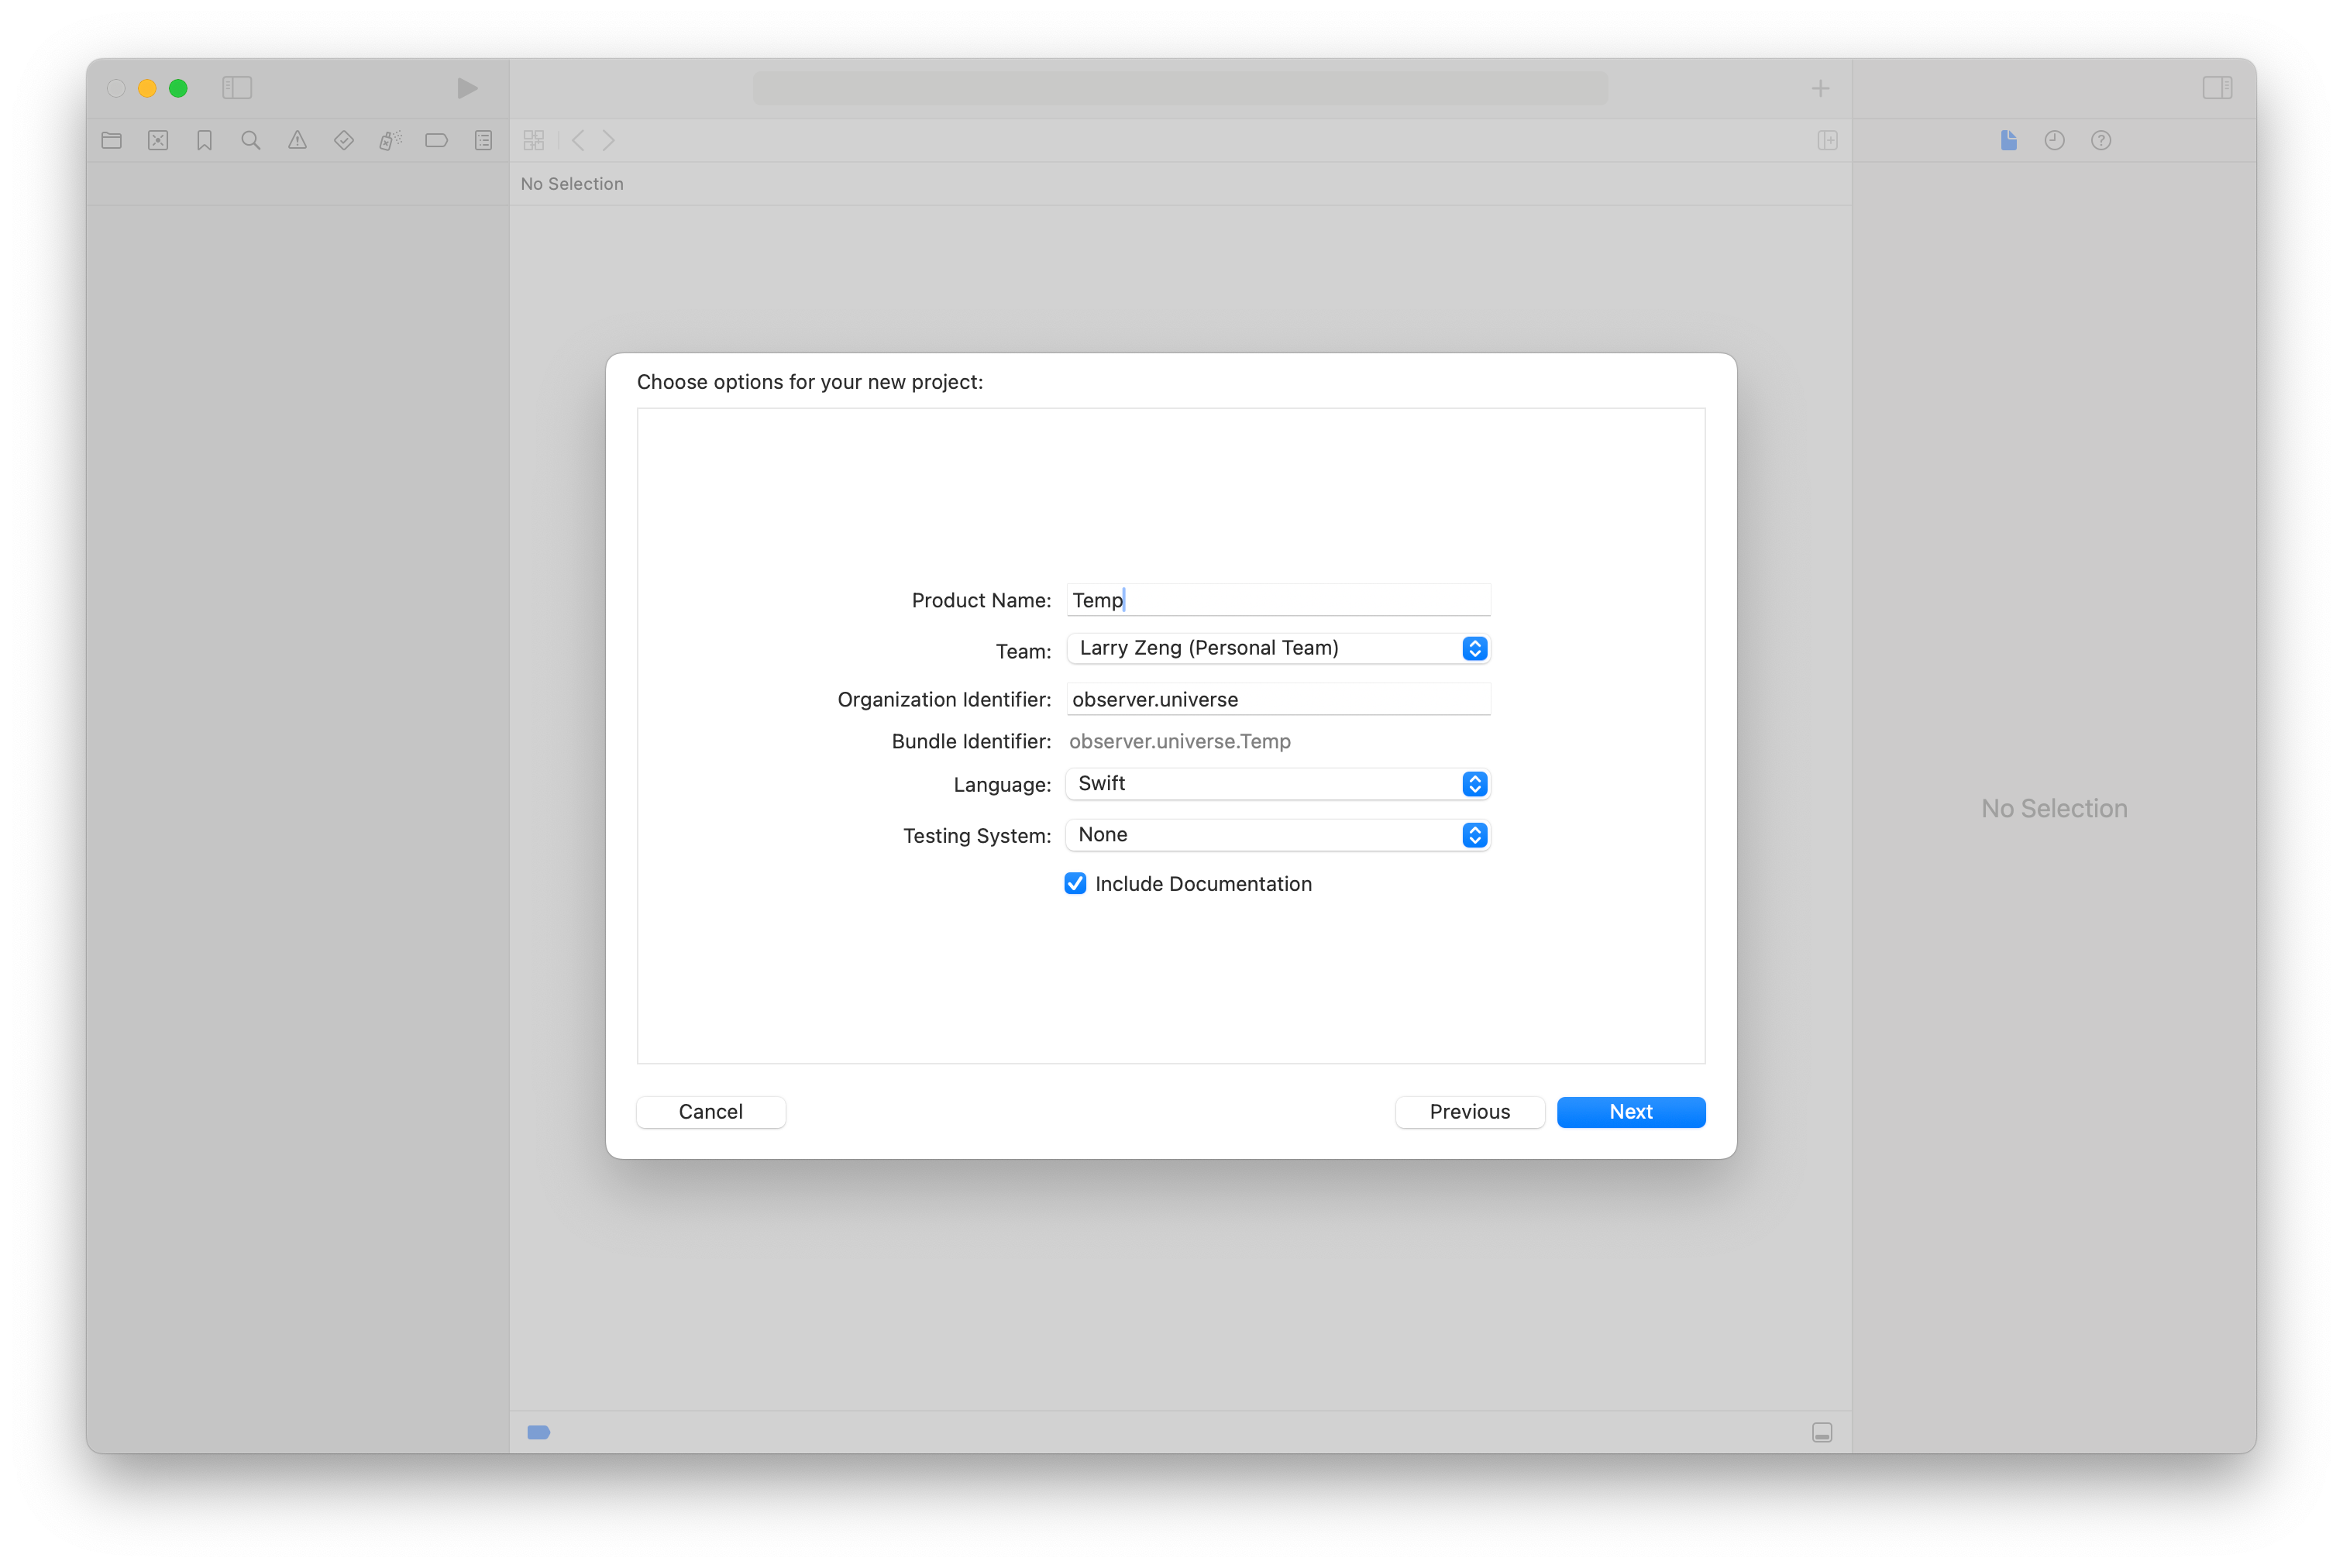 No Selection
Choose options for your new project:
Product Name: Temp
Team: Larry Zeng (Personal Team)
Organization Identifier: observer.universe
Bundle Identifier: observer.universe.Temp
Language: Swift
Testing System: None
Include Documentation
No Selection
Cancel Previous Next